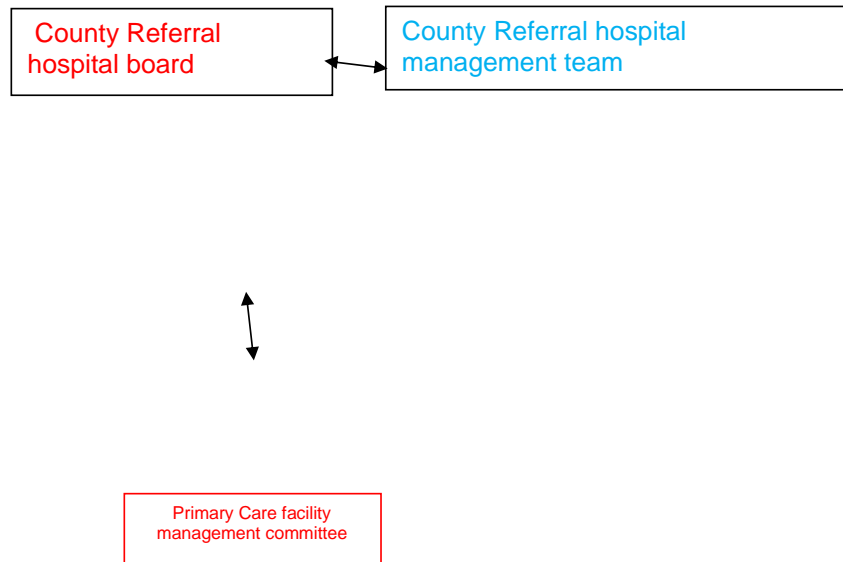 County Referral
hospital board
County Referral hospital
management team
Primary Care facility
management committee